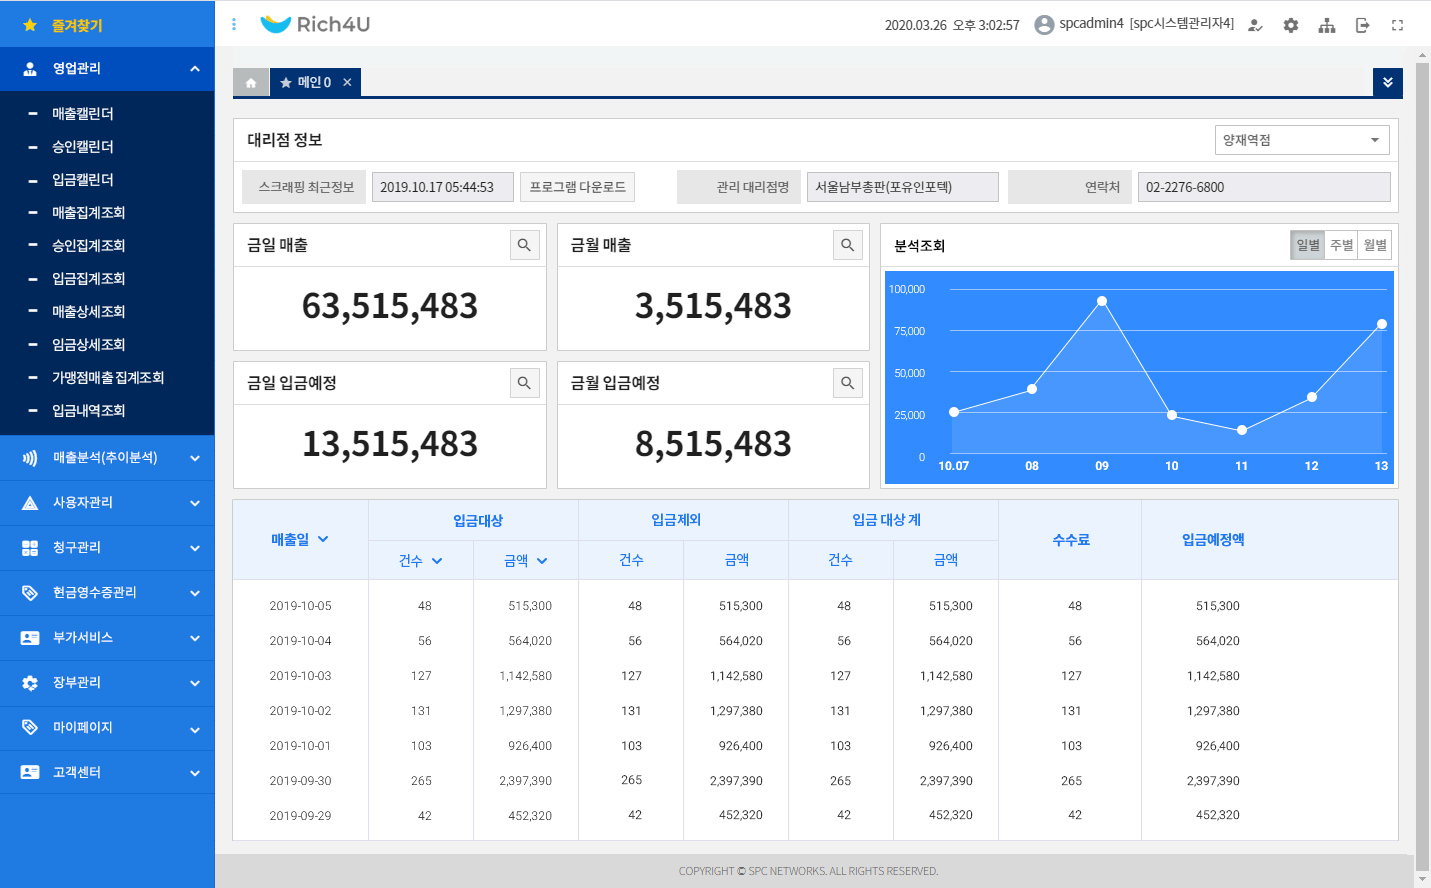 즐겨찾기
Rich4U
2020.03.26 오후 3:02:57
spcadmin4 [spc시스템관리자4]
영업관리
매출캘린더
승인캘린더
입금캘린더
매출집계조회
승인집계조회
입금집계조회
매출상세조회
임금상세조회
가맹점매출 집계조회
입금내역조회
매출분석(추이분석)
사용자관리
청구관리
현금영수증관리
부가서비스
장부관리
마이페이지
고객센터
메인 0
대리점 정보
양재역점
스크래핑 최근정보 2019.10.17 05:44:53 프로그램 다운로드 관리 대리점명 서울남부총판(포유인포텍) 연락처 02-2276-6800
금일 매출
63,515,483
금월 매출
3,515,483
금일 입금예정
13,515,483
금월 입금예정
8,515,483
분석조회
일별 주별 월별
100,000
75,000
50,000
25,000
0
10.07 08 09 10 11 12 13
매출일 입금대상 입금제외 입금 대상 계 수수료 입금예정액
건수 금액 건수 금액 건수 금액
2019-10-05 48 515,300 48 515,300 48 515,300 48 515,300
2019-10-04 56 564,020 56 564,020 56 564,020 56 564,020
2019-10-03 127 1,142,580 127 1,142,580 127 1,142,580 127 1,142,580
2019-10-02 131 1,297,380 131 1,297,380 131 1,297,380 131 1,297,380
2019-10-01 103 926,400 103 926,400 103 926,400 103 926,400
2019-09-30 265 2,397,390 265 2,397,390 265 2,397,390 265 2,397,390
2019-09-29 42 452,320 42 452,320 42 452,320 42 452,320
COPYRIGHT © SPC NETWORKS. ALL RIGHTS RESERVED.